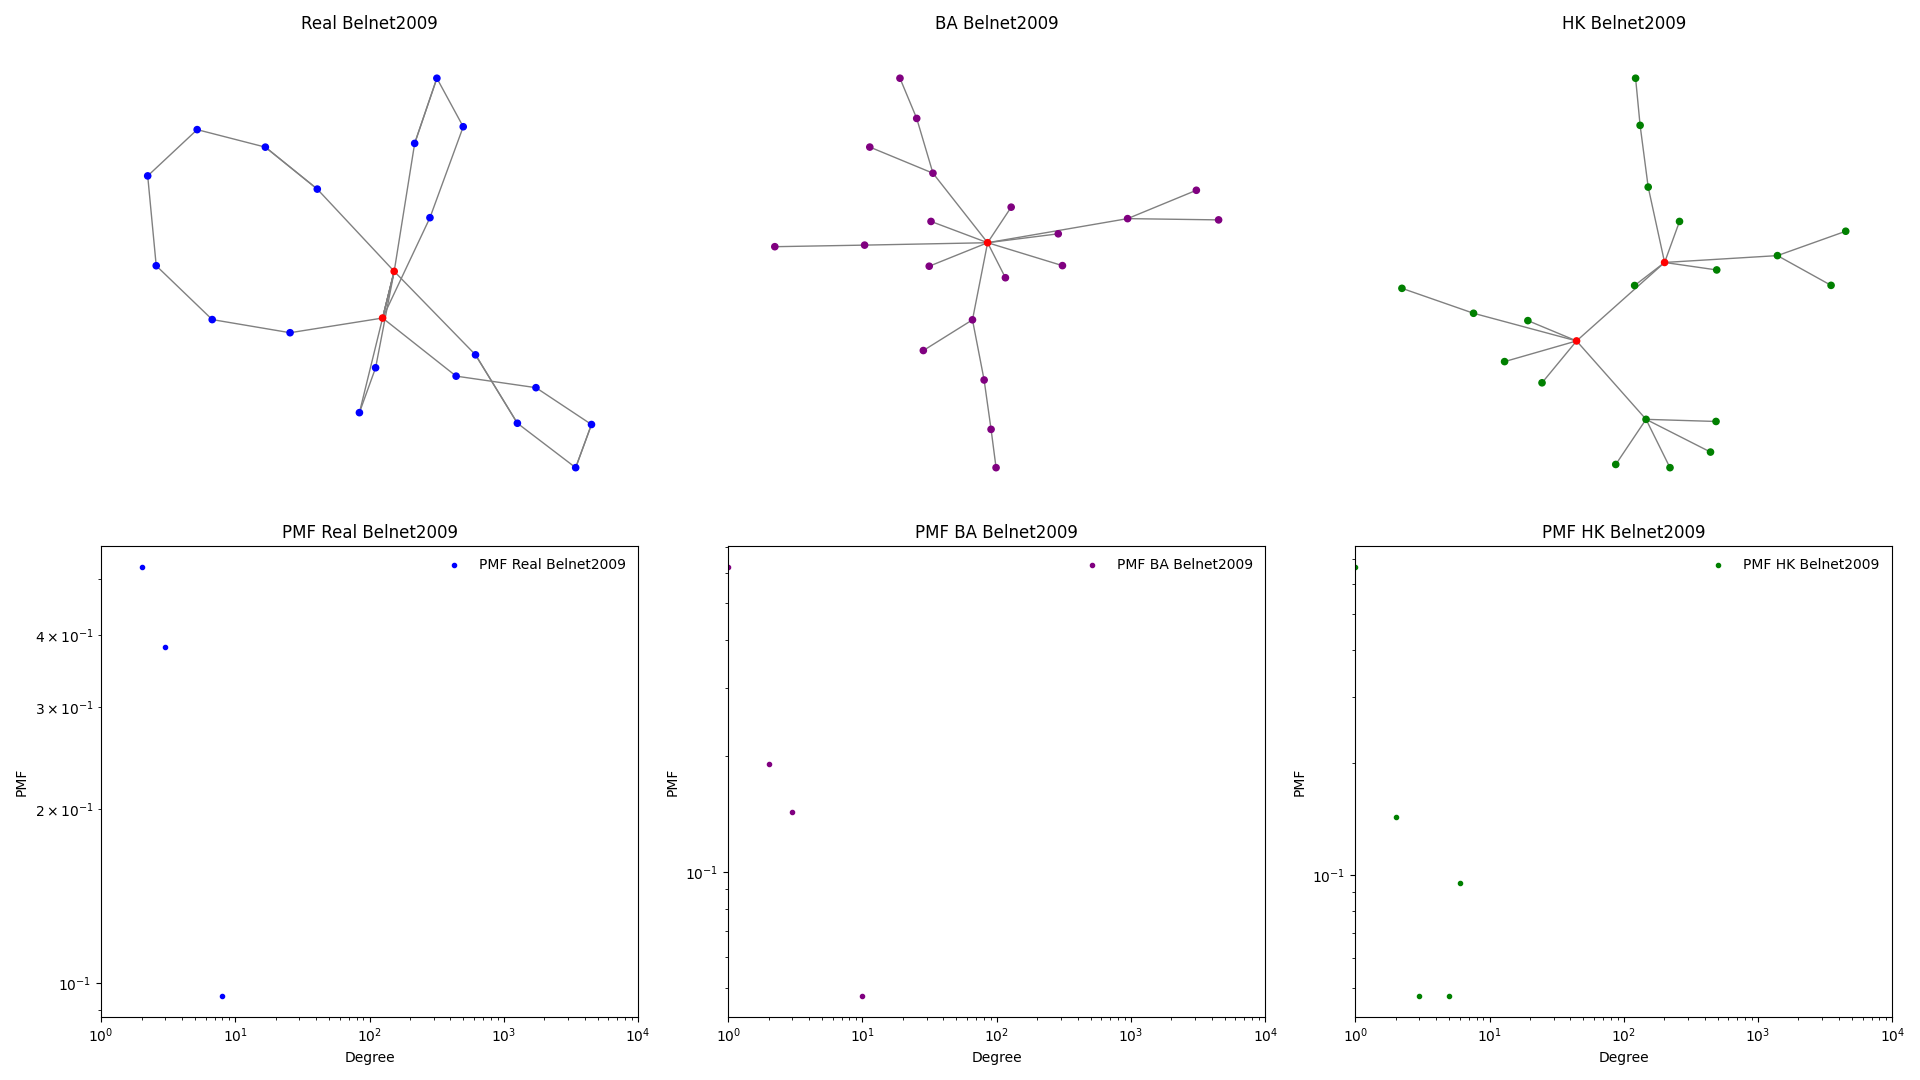 Real Belnet2009
BA Belnet2009
HK Belnet2009
PMF Real Belnet2009
PMF Real Belnet2009
4 × 10⁻¹
3 × 10⁻¹
2 × 10⁻¹
10⁻¹
PMF
10⁰ 10¹ 10² 10³ 10⁴
Degree
PMF BA Belnet2009
PMF BA Belnet2009
10⁻¹
PMF
10⁰ 10¹ 10² 10³ 10⁴
Degree
PMF HK Belnet2009
PMF HK Belnet2009
10⁻¹
PMF
10⁰ 10¹ 10² 10³ 10⁴
Degree